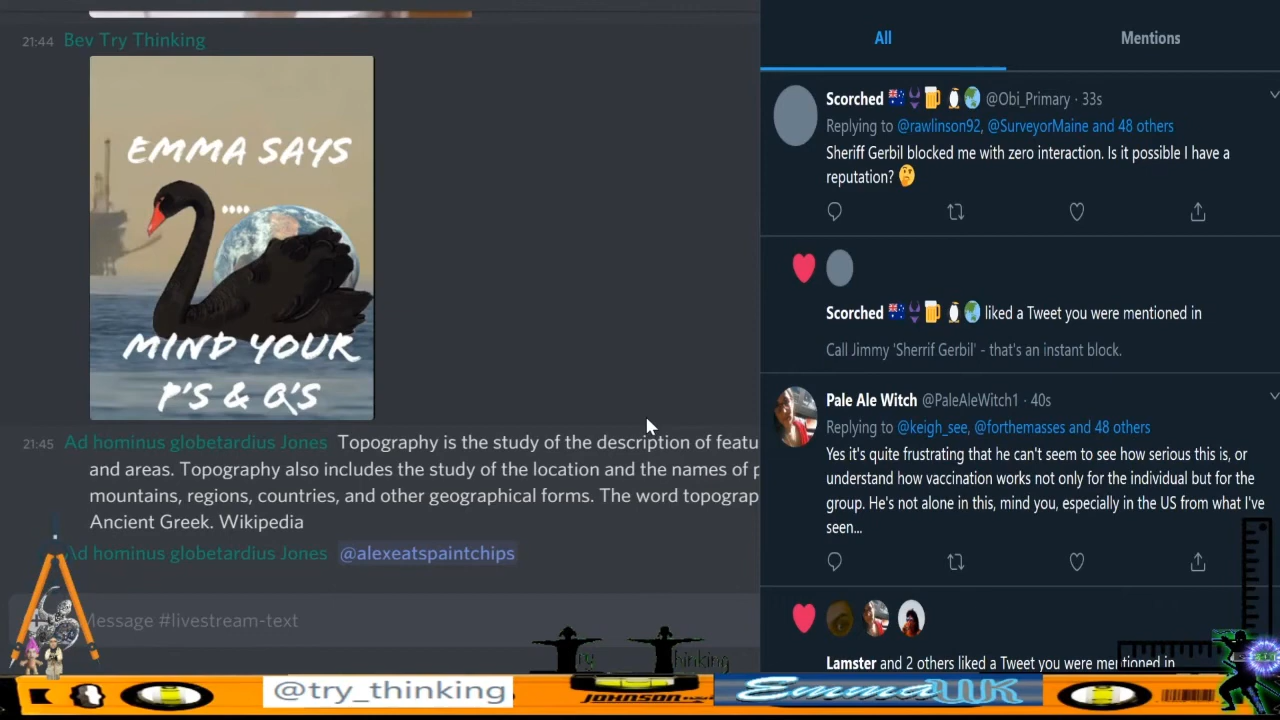 21:44 Bev Try Thinking
EMMA SAYS
....
MIND YOUR
P'S & Q'S
21:45 Ad hominus globetardius Jones Topography is the study of the description of featu
and areas. Topography also includes the study of the location and the names of p
mountains, regions, countries, and other geographical forms. The word topograp
Ancient Greek. Wikipedia
Ad hominus globetardius Jones @alexeatspaintchips
Message #livestream-text
All
Mentions
Scorched @Obi_Primary · 33s
Replying to @rawlinson92, @SurveyorMaine and 48 others
Sheriff Gerbil blocked me with zero interaction. Is it possible I have a
reputation?
Scorched liked a Tweet you were mentioned in
Call Jimmy 'Sherrif Gerbil' - that's an instant block.
Pale Ale Witch @PaleAleWitch1 · 40s
Replying to @keigh_see, @forthemasses and 48 others
Yes it's quite frustrating that he can't seem to see how serious this is, or
understand how vaccination works not only for the individual but for the
group. He's not alone in this, mind you, especially in the US from what I've
seen...
Lamster and 2 others liked a Tweet you were mentioned in
Try Thinking
@try_thinking
JOHNSON
EmmaUK